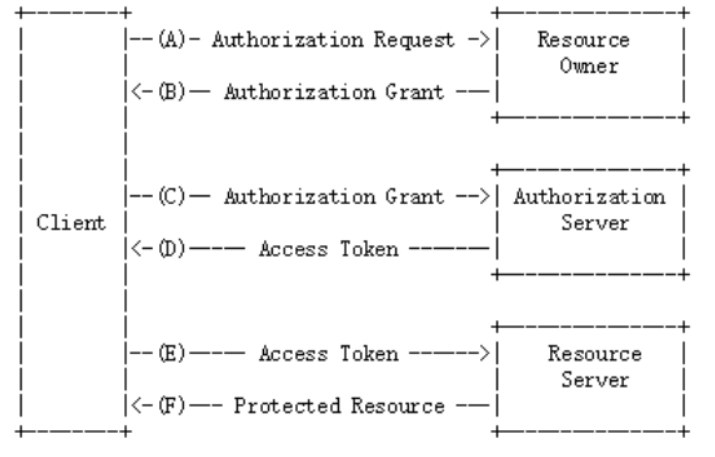 (A) Authorization Request
Resource
Owner
(B) Authorization Grant
(C) Authorization Grant
Authorization
Client
Server
(D) Access Token
(E) Access Token
Resource
Server
(F) Protected Resource